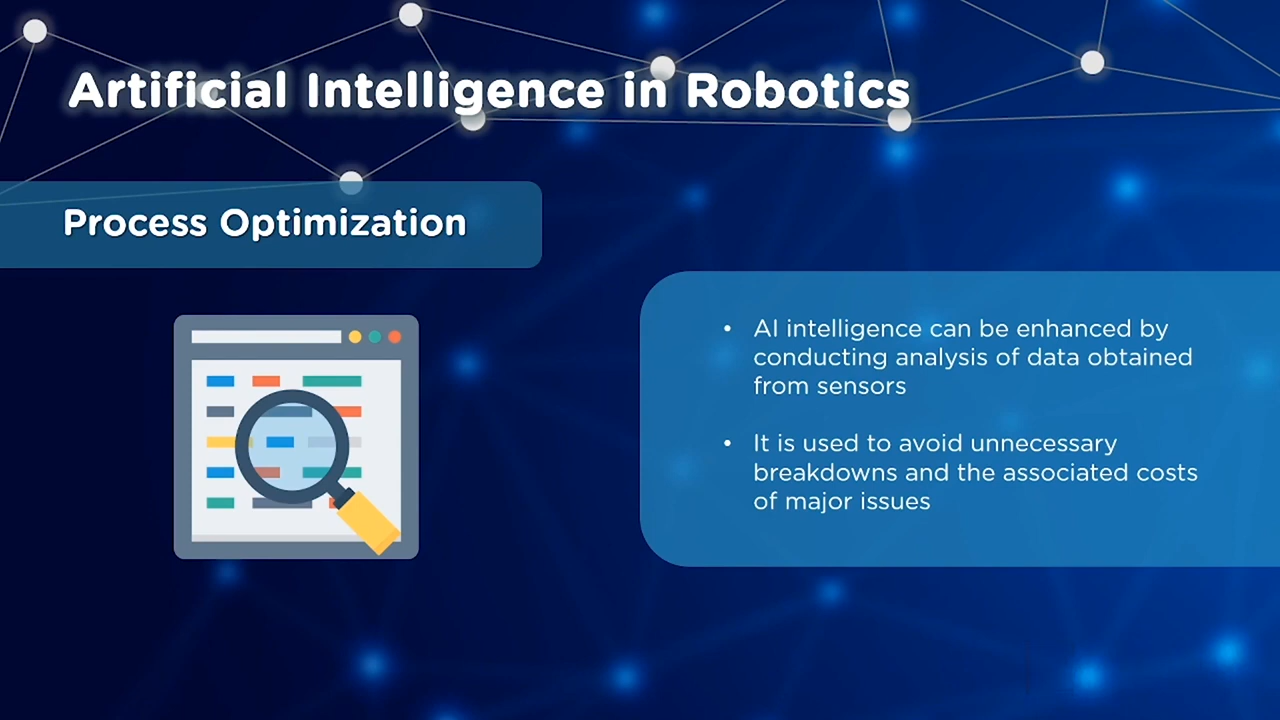 Artificial Intelligence in Robotics
Process Optimization
• AI intelligence can be enhanced by
conducting analysis of data obtained
from sensors
• It is used to avoid unnecessary
breakdowns and the associated costs
of major issues